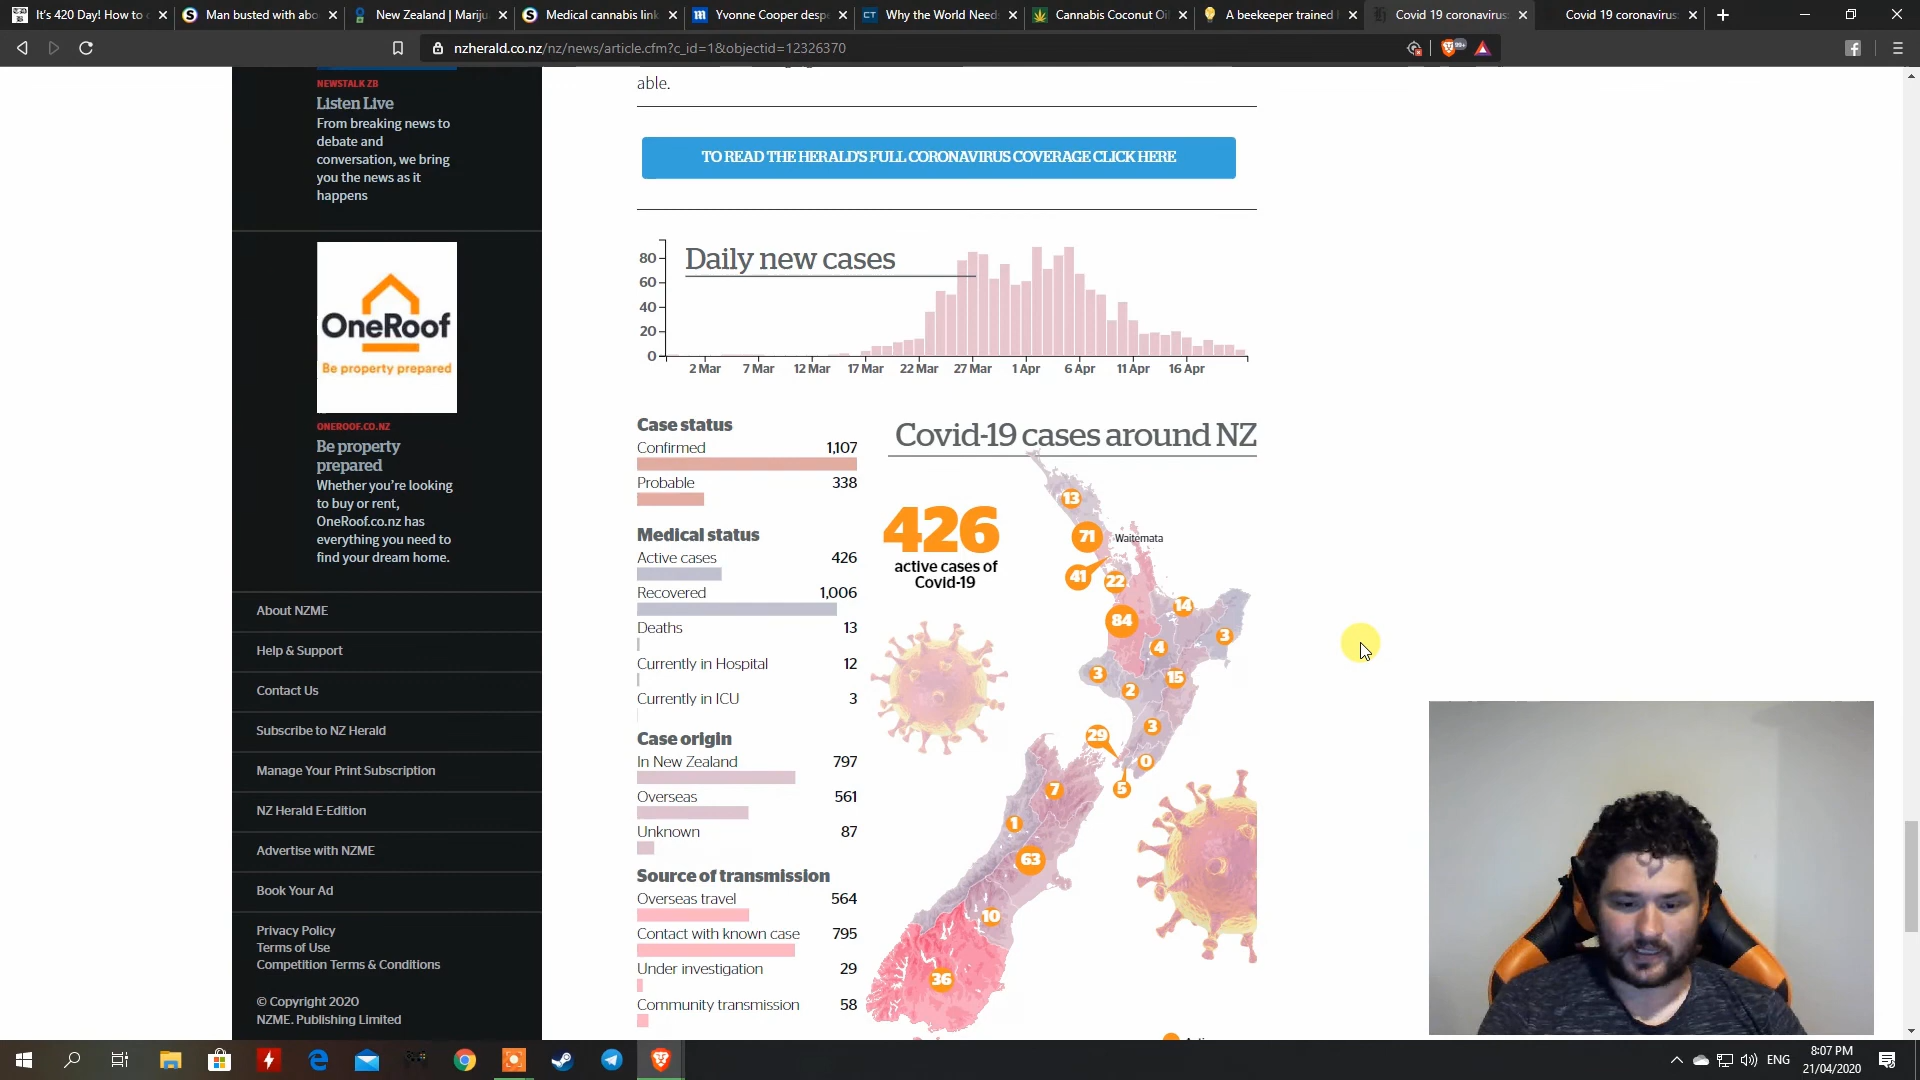 It's 420 Day! How to c
Man busted with abo
New Zealand | Mariju
Medical cannabis link
Yvonne Cooper desp
Why the World Need
Cannabis Coconut Oil
A beekeeper trained
Covid 19 coronavirus
Covid 19 coronavirus
nzherald.co.nz/nz/news/article.cfm?c_id=1&objectid=12326370
99+
NEWSTALK ZB
Listen Live
From breaking news to
debate and
conversation, we bring
you the news as it
happens
OneRoof
Be property prepared
ONEROOF.CO.NZ
Be property
prepared
Whether you're looking
to buy or rent,
OneRoof.co.nz has
everything you need to
find your dream home.
About NZME
Help & Support
Contact Us
Subscribe to NZ Herald
Manage Your Print Subscription
NZ Herald E-Edition
Advertise with NZME
Book Your Ad
Privacy Policy
Terms of Use
Competition Terms & Conditions
© Copyright 2020
NZME. Publishing Limited
able.
TO READ THE HERALD'S FULL CORONAVIRUS COVERAGE CLICK HERE
Daily new cases
80
60
40
20
0
2 Mar 7 Mar 12 Mar 17 Mar 22 Mar 27 Mar 1 Apr 6 Apr 11 Apr 16 Apr
Case status
Confirmed 1,107
Probable 338
Medical status
Active cases 426
Recovered 1,006
Deaths 13
Currently in Hospital 12
Currently in ICU 3
Case origin
In New Zealand 797
Overseas 561
Unknown 87
Source of transmission
Overseas travel 564
Contact with known case 795
Under investigation 29
Community transmission 58
Covid-19 cases around NZ
426
active cases of
Covid-19
13
71 Waitemata
41
22
14
84
3
4
3
15
2
3
29
0
5
7
1
63
10
36
ENG
8:07 PM
21/04/2020